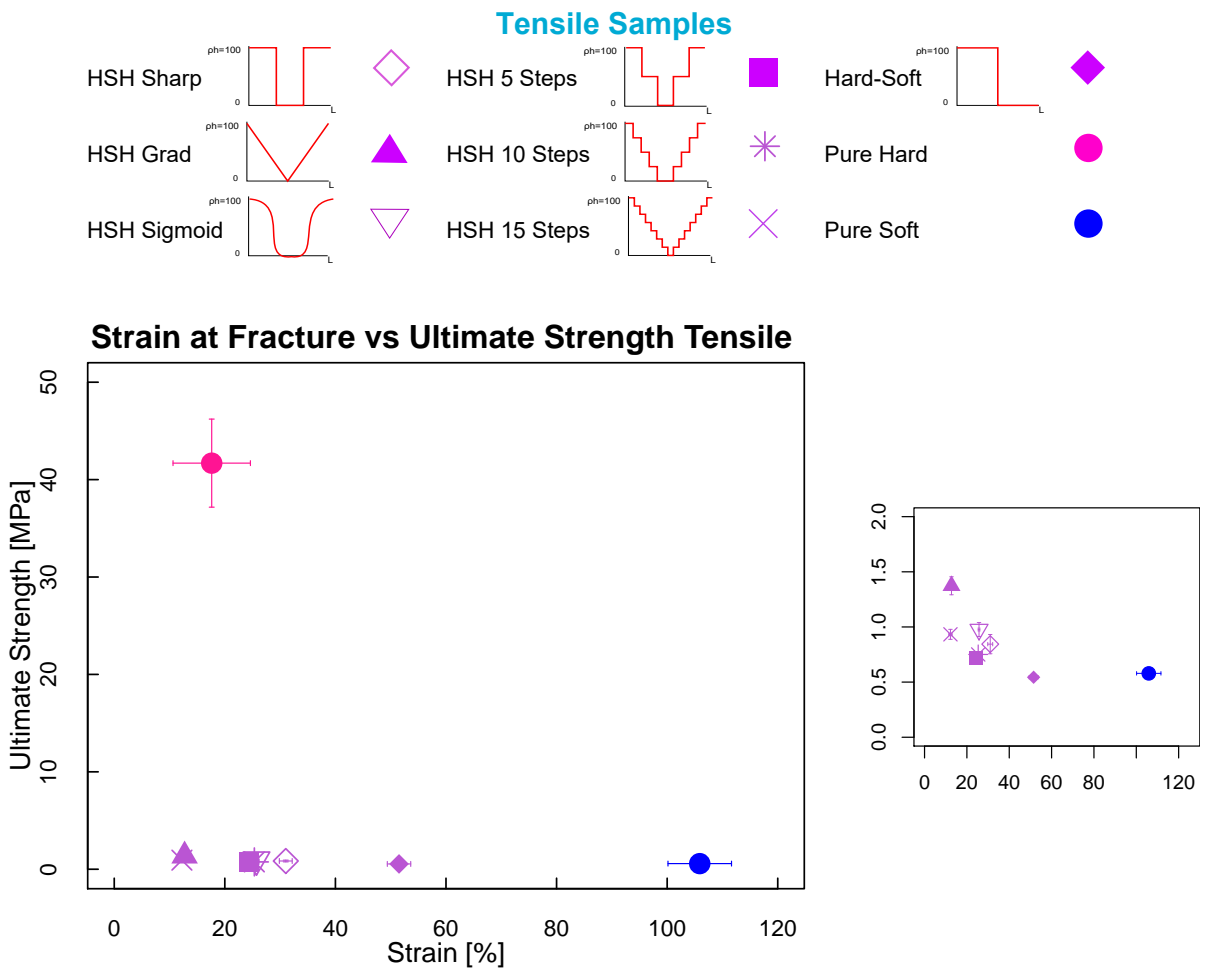 Tensile Samples
HSH Sharp ρh=100 0 L HSH 5 Steps ρh=100 0 L Hard-Soft ρh=100 0 L
HSH Grad ρh=100 0 L HSH 10 Steps ρh=100 0 L Pure Hard
HSH Sigmoid ρh=100 0 L HSH 15 Steps ρh=100 0 L Pure Soft
Strain at Fracture vs Ultimate Strength Tensile
Ultimate Strength [MPa]
50
40
30
20
10
0
0 20 40 60 80 100 120
Strain [%]
2.0
1.5
1.0
0.5
0.0
0 20 40 60 80 120